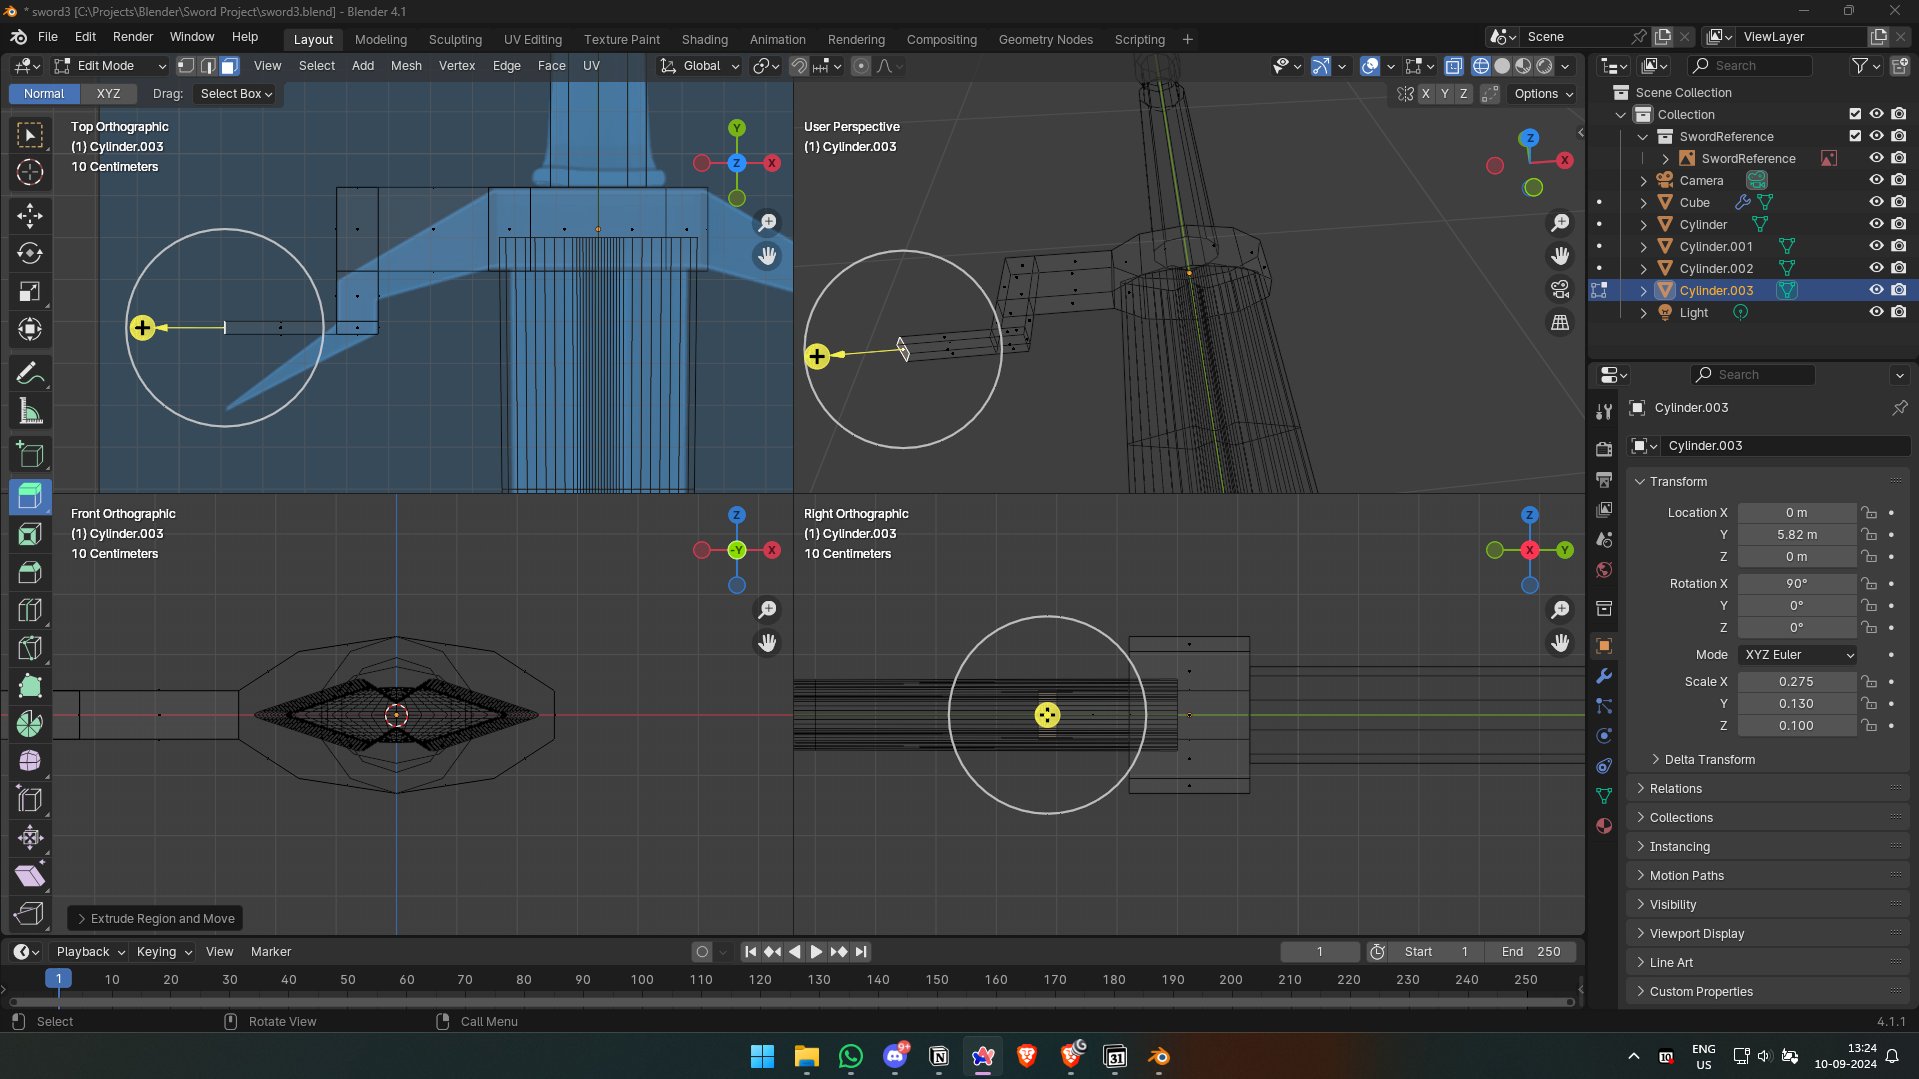 * sword3 [C:\Projects\Blender\Sword Project\sword3.blend] - Blender 4.1
File Edit Render Window Help Layout Modeling Sculpting UV Editing Texture Paint Shading Animation Rendering Compositing Geometry Nodes Scripting + Scene ViewLayer
Edit Mode View Select Add Mesh Vertex Edge Face UV Global Search
Normal XYZ Drag: Select Box X Y Z Options
Scene Collection
Collection
SwordReference
SwordReference
Camera
Cube
Cylinder
Cylinder.001
Cylinder.002
Cylinder.003
Light
Top Orthographic
(1) Cylinder.003
10 Centimeters
Y
Z
X
User Perspective
(1) Cylinder.003
Z
X
Front Orthographic
(1) Cylinder.003
10 Centimeters
Z
-Y
X
Right Orthographic
(1) Cylinder.003
10 Centimeters
Z
X
Y
Extrude Region and Move
Search
Cylinder.003
Cylinder.003
Transform
Location X 0 m
Y 5.82 m
Z 0 m
Rotation X 90°
Y 0°
Z 0°
Mode XYZ Euler
Scale X 0.275
Y 0.130
Z 0.100
Delta Transform
Relations
Collections
Instancing
Motion Paths
Visibility
Viewport Display
Line Art
Custom Properties
Playback Keying View Marker 1 Start 1 End 250
1 10 20 30 40 50 60 70 80 90 100 110 120 130 140 150 160 170 180 190 200 210 220 230 240 250
Select Rotate View Call Menu 4.1.1
9+
31
ENG
US
13:24
10-09-2024